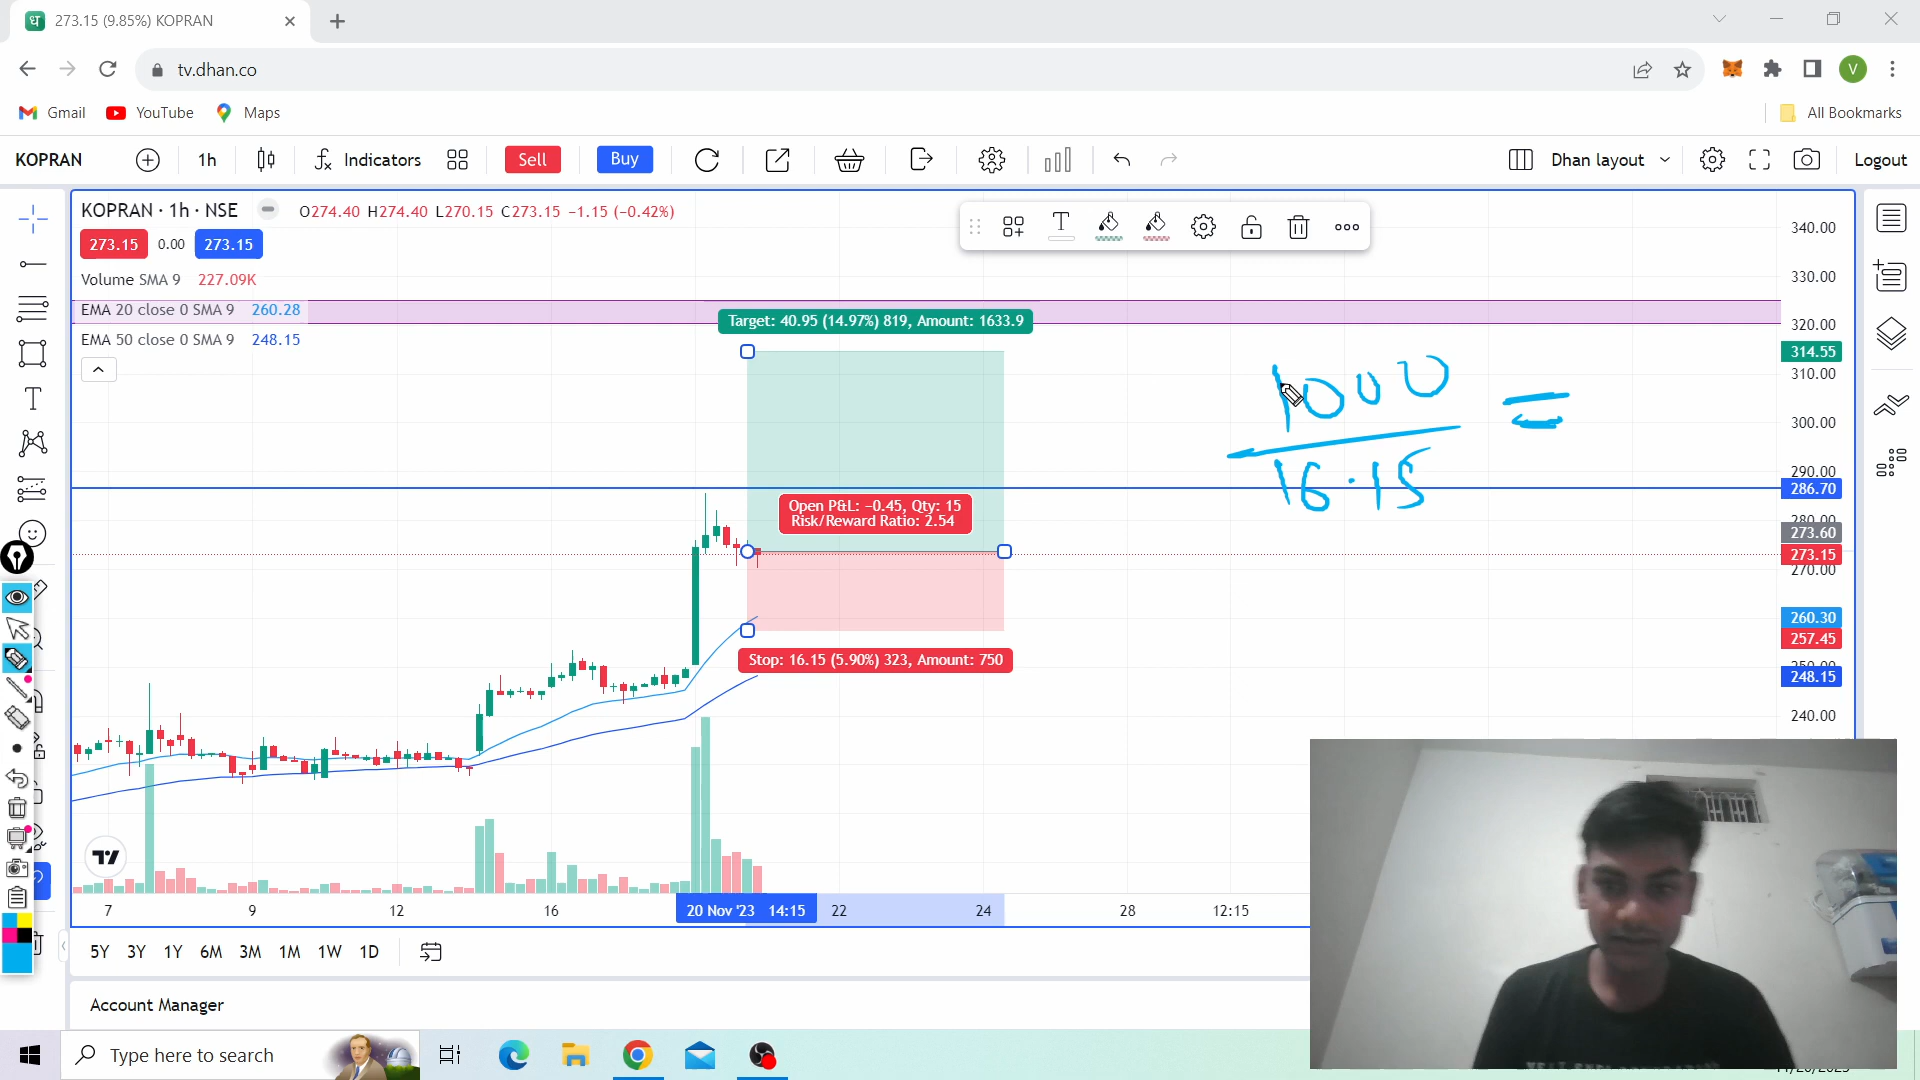 273.15 (9.85%) KOPRAN
tv.dhan.co
V
Gmail YouTube Maps All Bookmarks
KOPRAN 1h Indicators Sell Buy Dhan layout Logout
KOPRAN · 1h · NSE O274.40 H274.40 L270.15 C273.15 −1.15 (−0.42%)
273.15 0.00 273.15
Volume SMA 9 227.09K
EMA 20 close 0 SMA 9 260.28
EMA 50 close 0 SMA 9 248.15
Target: 40.95 (14.97%) 819, Amount: 1633.9
Open P&L: −0.45, Qty: 15
Risk/Reward Ratio: 2.54
Stop: 16.15 (5.90%) 323, Amount: 750
1000 =
16.15
340.00
330.00
320.00
314.55
310.00
300.00
290.00
286.70
280.00
273.60
273.15
270.00
260.30
257.45
250.00
248.15
240.00
7 9 12 16 20 Nov '23 14:15 22 24 28 12:15
5Y 3Y 1Y 6M 3M 1M 1W 1D
Account Manager
Type here to search